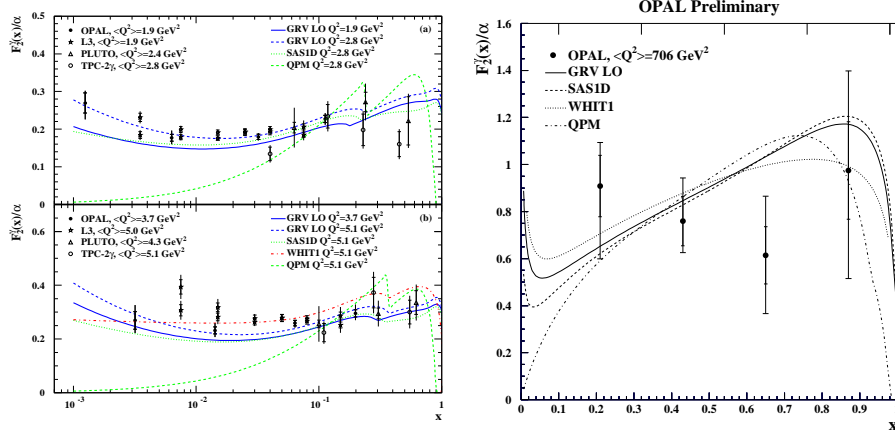 F₂^γ(x)/α
0.5
0.4
0.3
0.2
0.1
0
OPAL, <Q²>=1.9 GeV²
L3, <Q²>=1.9 GeV²
PLUTO, <Q²>=2.4 GeV²
TPC-2γ, <Q²>=2.8 GeV²
GRV LO Q²=1.9 GeV²
GRV LO Q²=2.8 GeV²
SAS1D Q²=2.8 GeV²
QPM Q²=2.8 GeV²
(a)
F₂^γ(x)/α
0.6
0.4
0.2
0
OPAL, <Q²>=3.7 GeV²
L3, <Q²>=5.0 GeV²
PLUTO, <Q²>=4.3 GeV²
TPC-2γ, <Q²>=5.1 GeV²
GRV LO Q²=3.7 GeV²
GRV LO Q²=5.1 GeV²
SAS1D Q²=5.1 GeV²
WHIT1 Q²=5.1 GeV²
QPM Q²=5.1 GeV²
(b)
10⁻³ 10⁻² 10⁻¹ 1
x
OPAL Preliminary
F₂^γ(x)/α
1.6
1.4
1.2
1
0.8
0.6
0.4
0.2
0
OPAL, <Q²>=706 GeV²
GRV LO
SAS1D
WHIT1
QPM
0 0.1 0.2 0.3 0.4 0.5 0.6 0.7 0.8 0.9
x